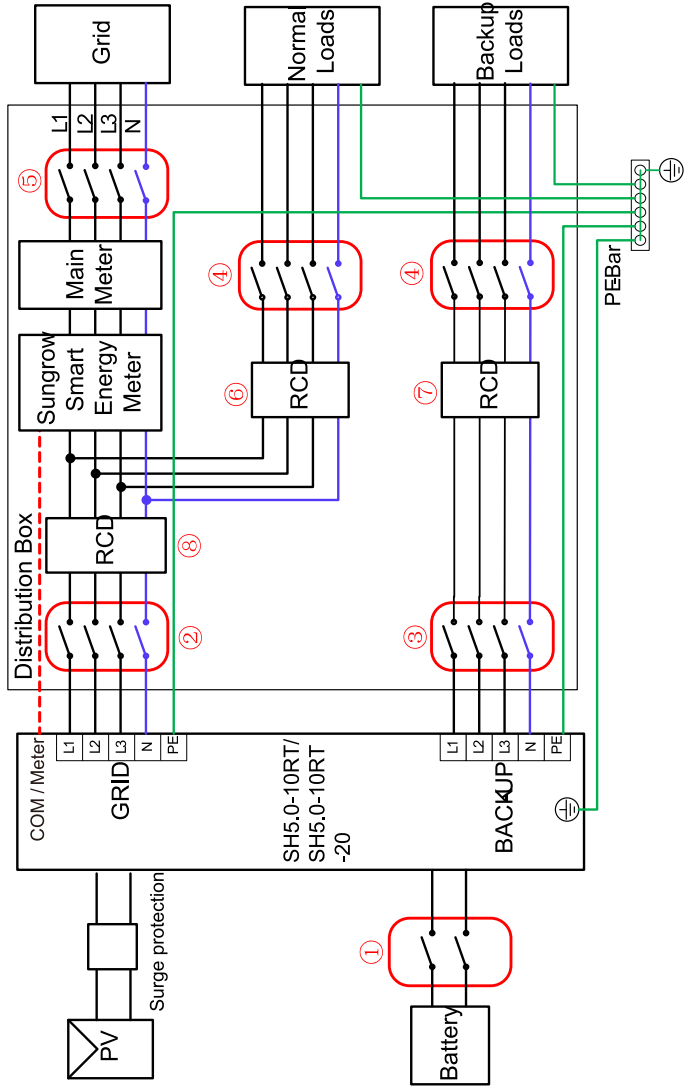 Grid
Normal
Loads
Backup
Loads
L1
L2
L3
N
⑤
Main
Meter
④
④
PEBar
Sungrow
Smart
Energy
Meter
⑥
RCD
⑦
RCD
Distribution Box
RCD
⑧
②
③
COM / Meter
L1
L2
L3
N
PE
GRID
SH5.0-10RT/
SH5.0-10RT
-20
L1
L2
L3
N
PE
BACKUP
Surge protection
PV
①
Battery